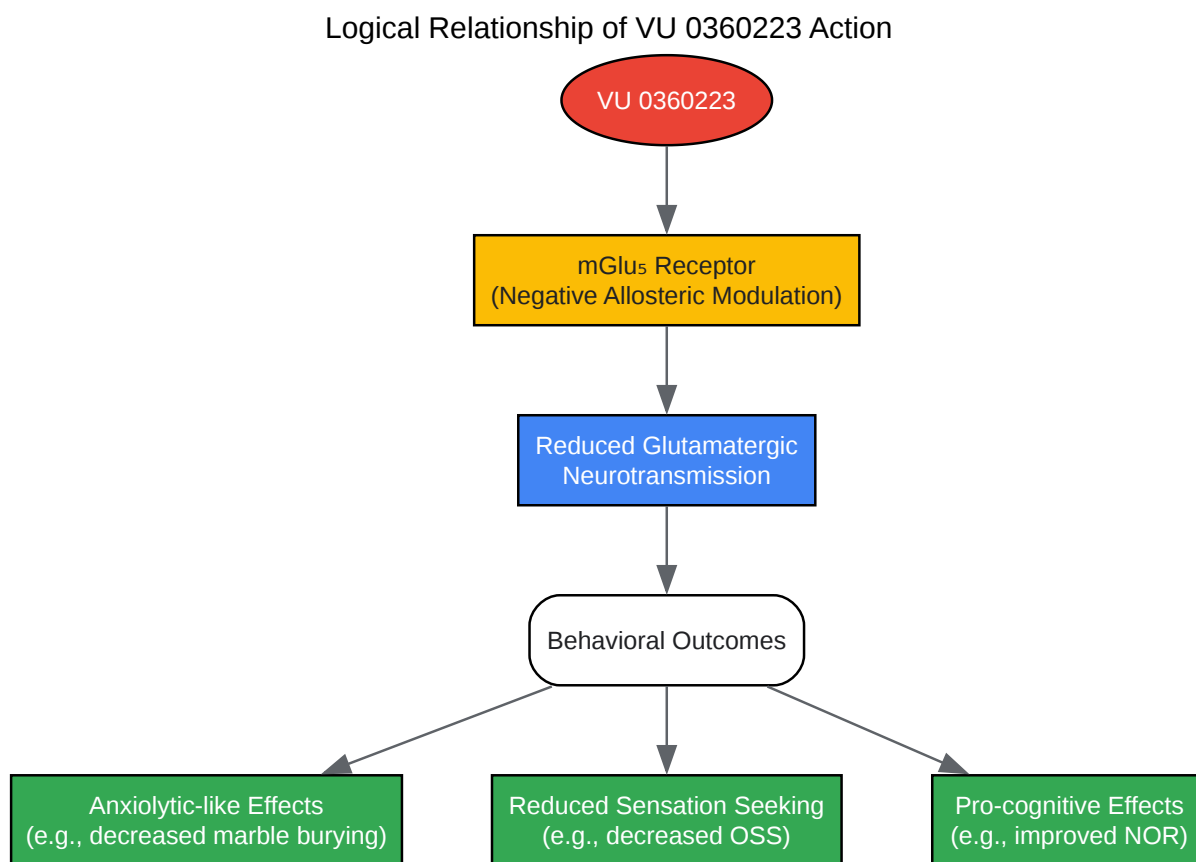 Logical Relationship of VU 0360223 Action
VU 0360223
mGlu₅ Receptor
(Negative Allosteric Modulation)
Reduced Glutamatergic
Neurotransmission
Behavioral Outcomes
Anxiolytic-like Effects
(e.g., decreased marble burying)
Reduced Sensation Seeking
(e.g., decreased OSS)
Pro-cognitive Effects
(e.g., improved NOR)